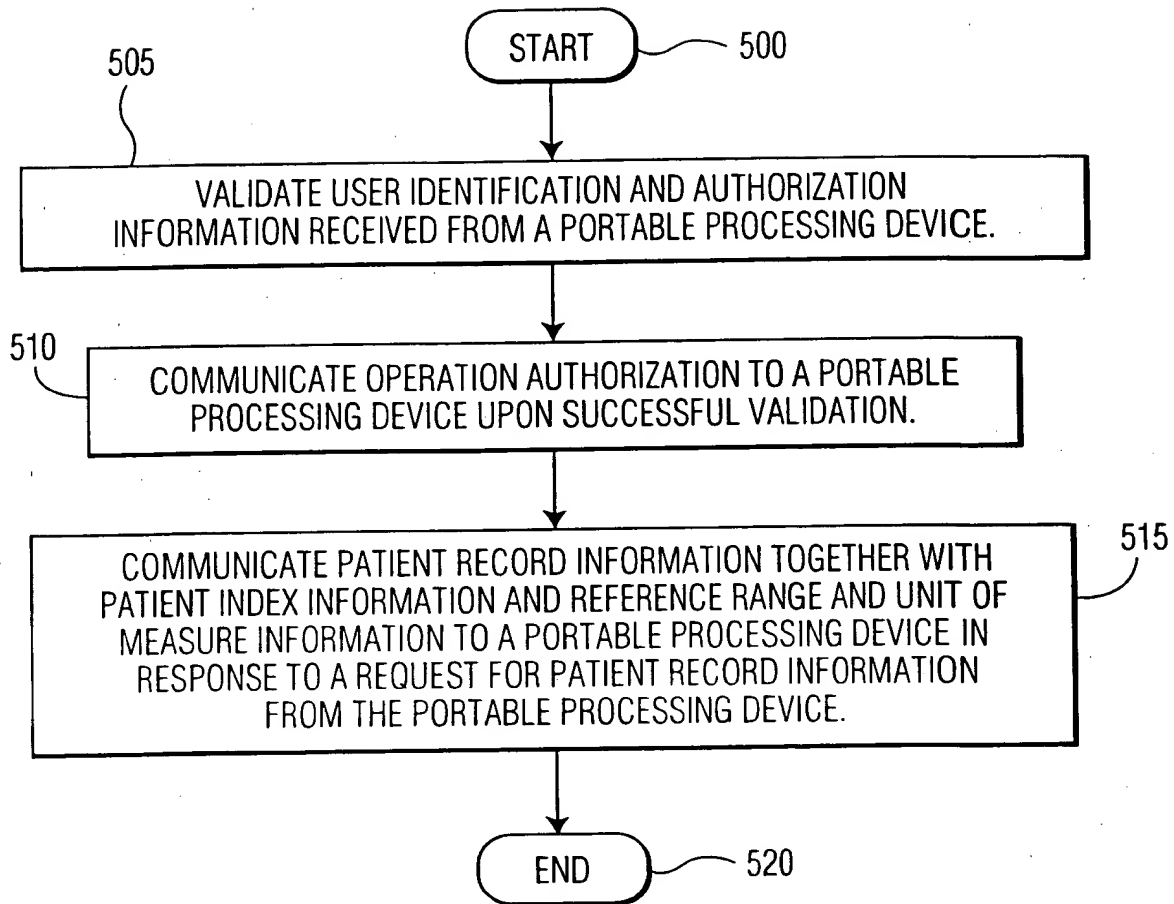 START
500
505
VALIDATE USER IDENTIFICATION AND AUTHORIZATION
INFORMATION RECEIVED FROM A PORTABLE PROCESSING DEVICE.
510
COMMUNICATE OPERATION AUTHORIZATION TO A PORTABLE
PROCESSING DEVICE UPON SUCCESSFUL VALIDATION.
515
COMMUNICATE PATIENT RECORD INFORMATION TOGETHER WITH
PATIENT INDEX INFORMATION AND REFERENCE RANGE AND UNIT OF
MEASURE INFORMATION TO A PORTABLE PROCESSING DEVICE IN
RESPONSE TO A REQUEST FOR PATIENT RECORD INFORMATION
FROM THE PORTABLE PROCESSING DEVICE.
END
520